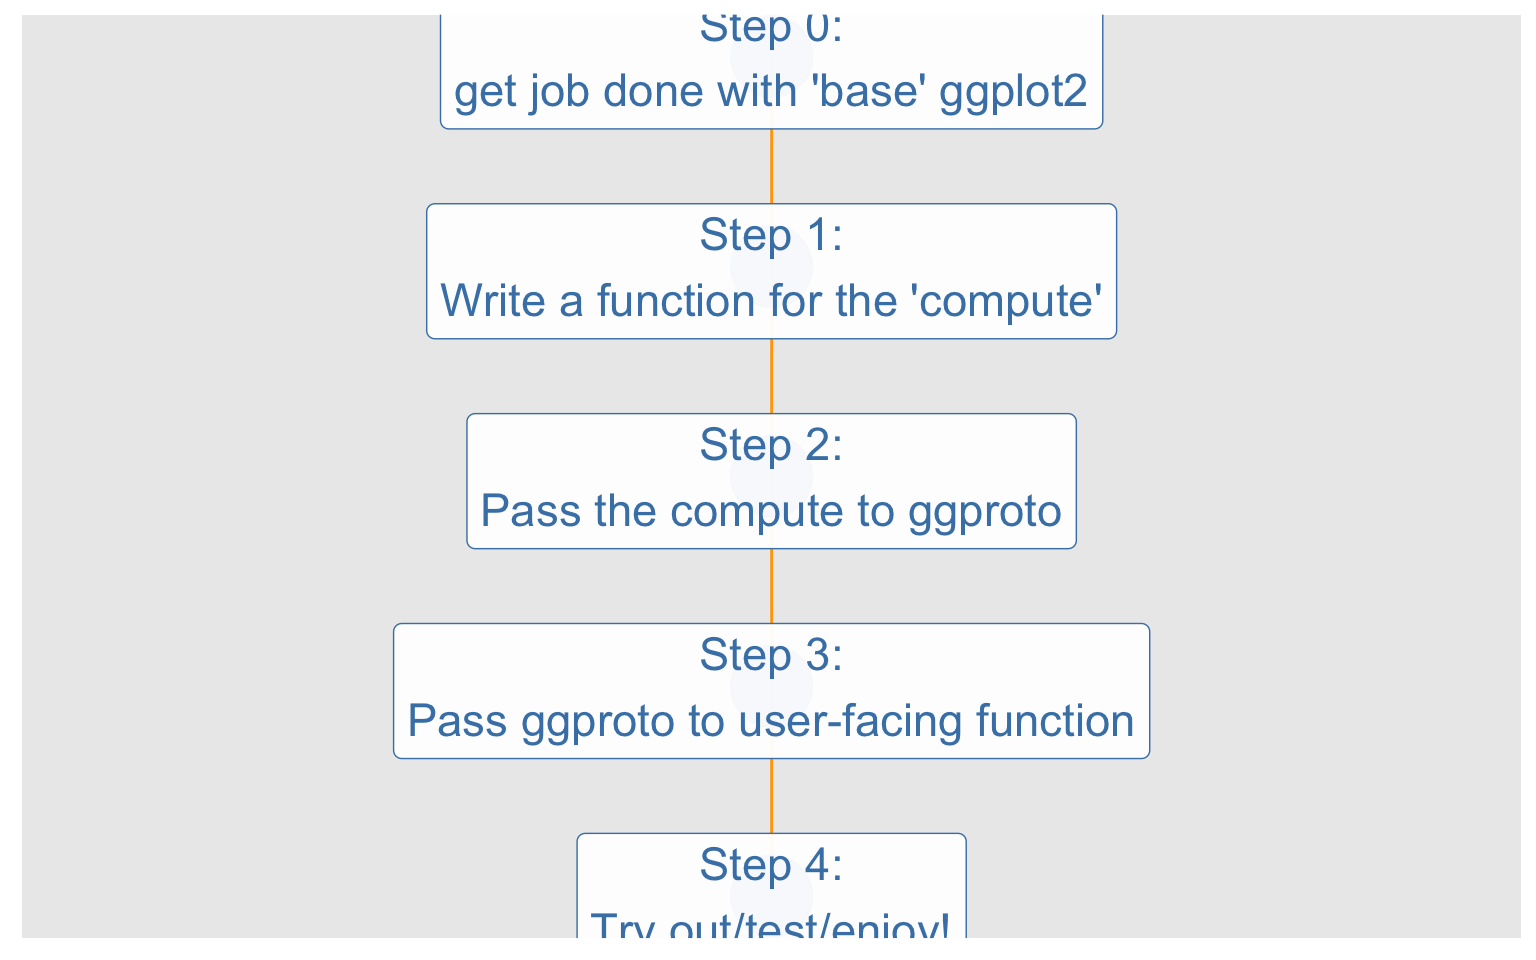 Step 0:
get job done with 'base' ggplot2
Step 1:
Write a function for the 'compute'
Step 2:
Pass the compute to ggproto
Step 3:
Pass ggproto to user-facing function
Step 4:
Try out/test/enjoy!